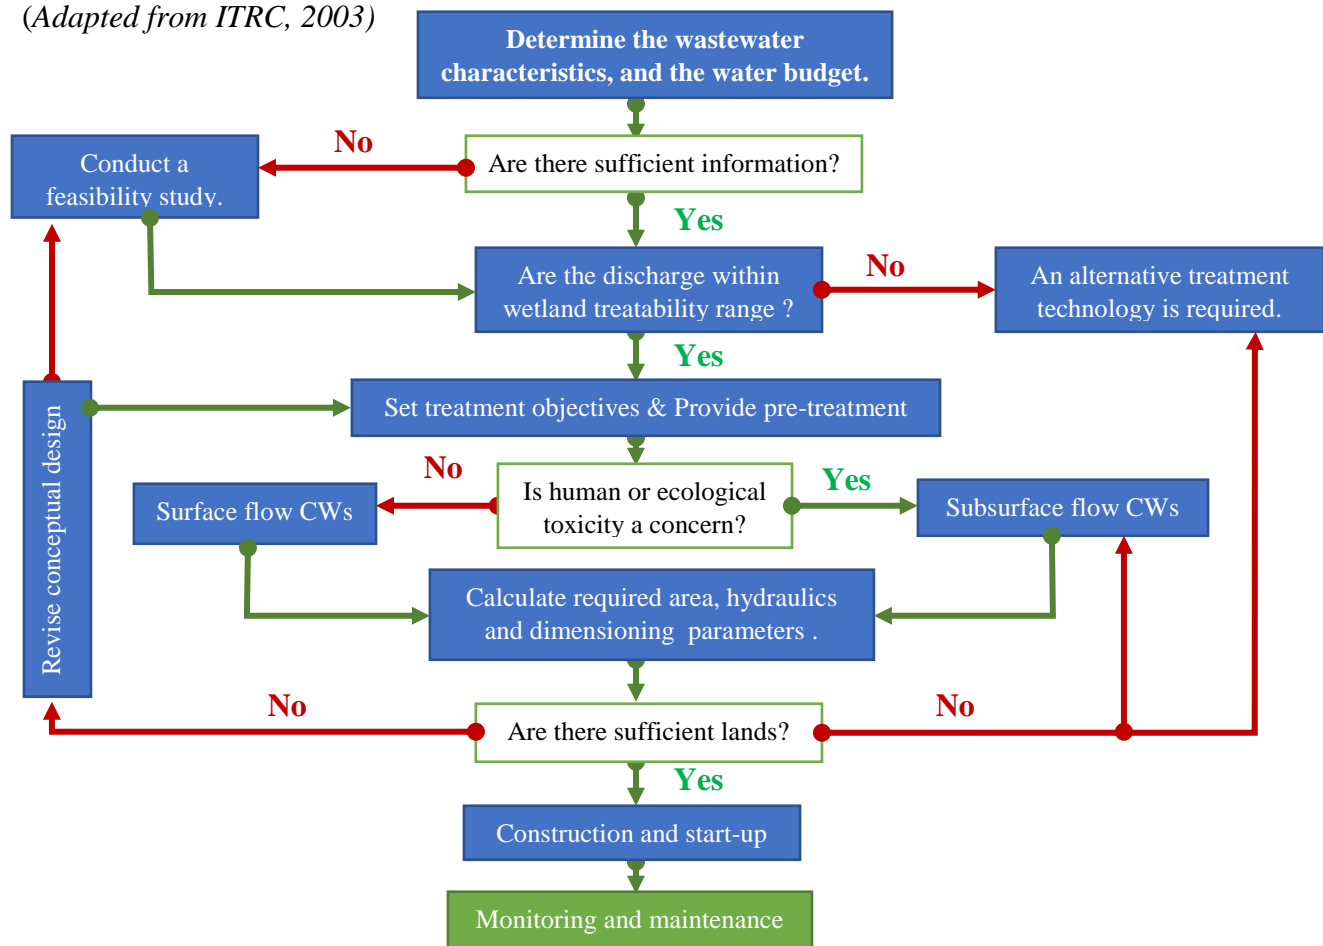 (Adapted from ITRC, 2003)
Determine the wastewater
characteristics, and the water budget.
No
Conduct a
feasibility study.
Are there sufficient information?
Yes
Are the discharge within
wetland treatability range ?
No
An alternative treatment
technology is required.
Yes
Set treatment objectives & Provide pre-treatment
Revise conceptual design
No
Is human or ecological
toxicity a concern?
Yes
Surface flow CWs
Subsurface flow CWs
Calculate required area, hydraulics
and dimensioning  parameters .
No
Are there sufficient lands?
No
Yes
Construction and start-up
Monitoring and maintenance